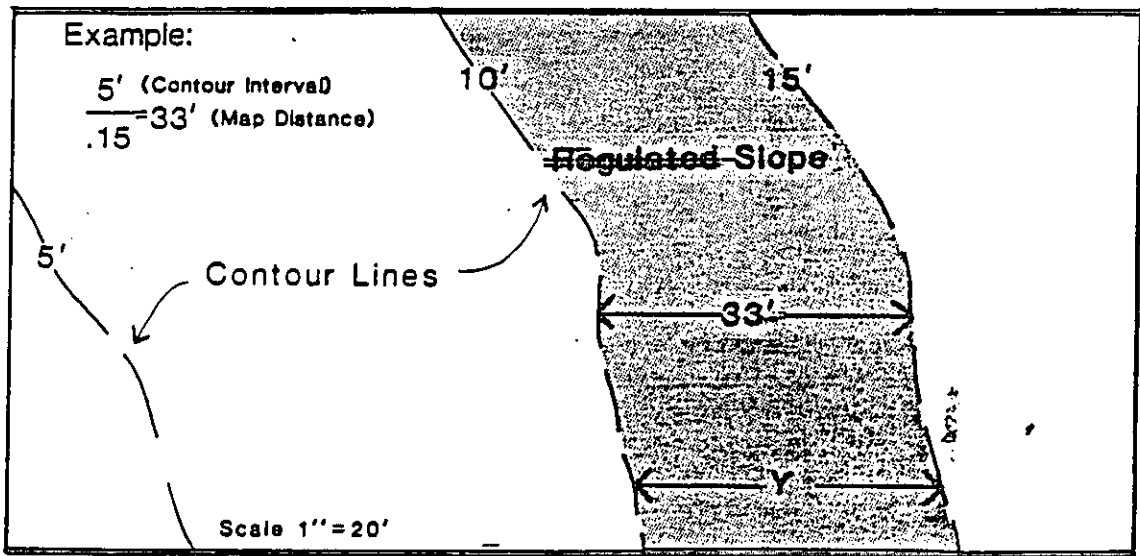 Example:
5' (Contour Interval)
.15 =33' (Map Distance)
10'
15'
Regulated Slope
5'
Contour Lines
33'
Y
Scale 1"=20'